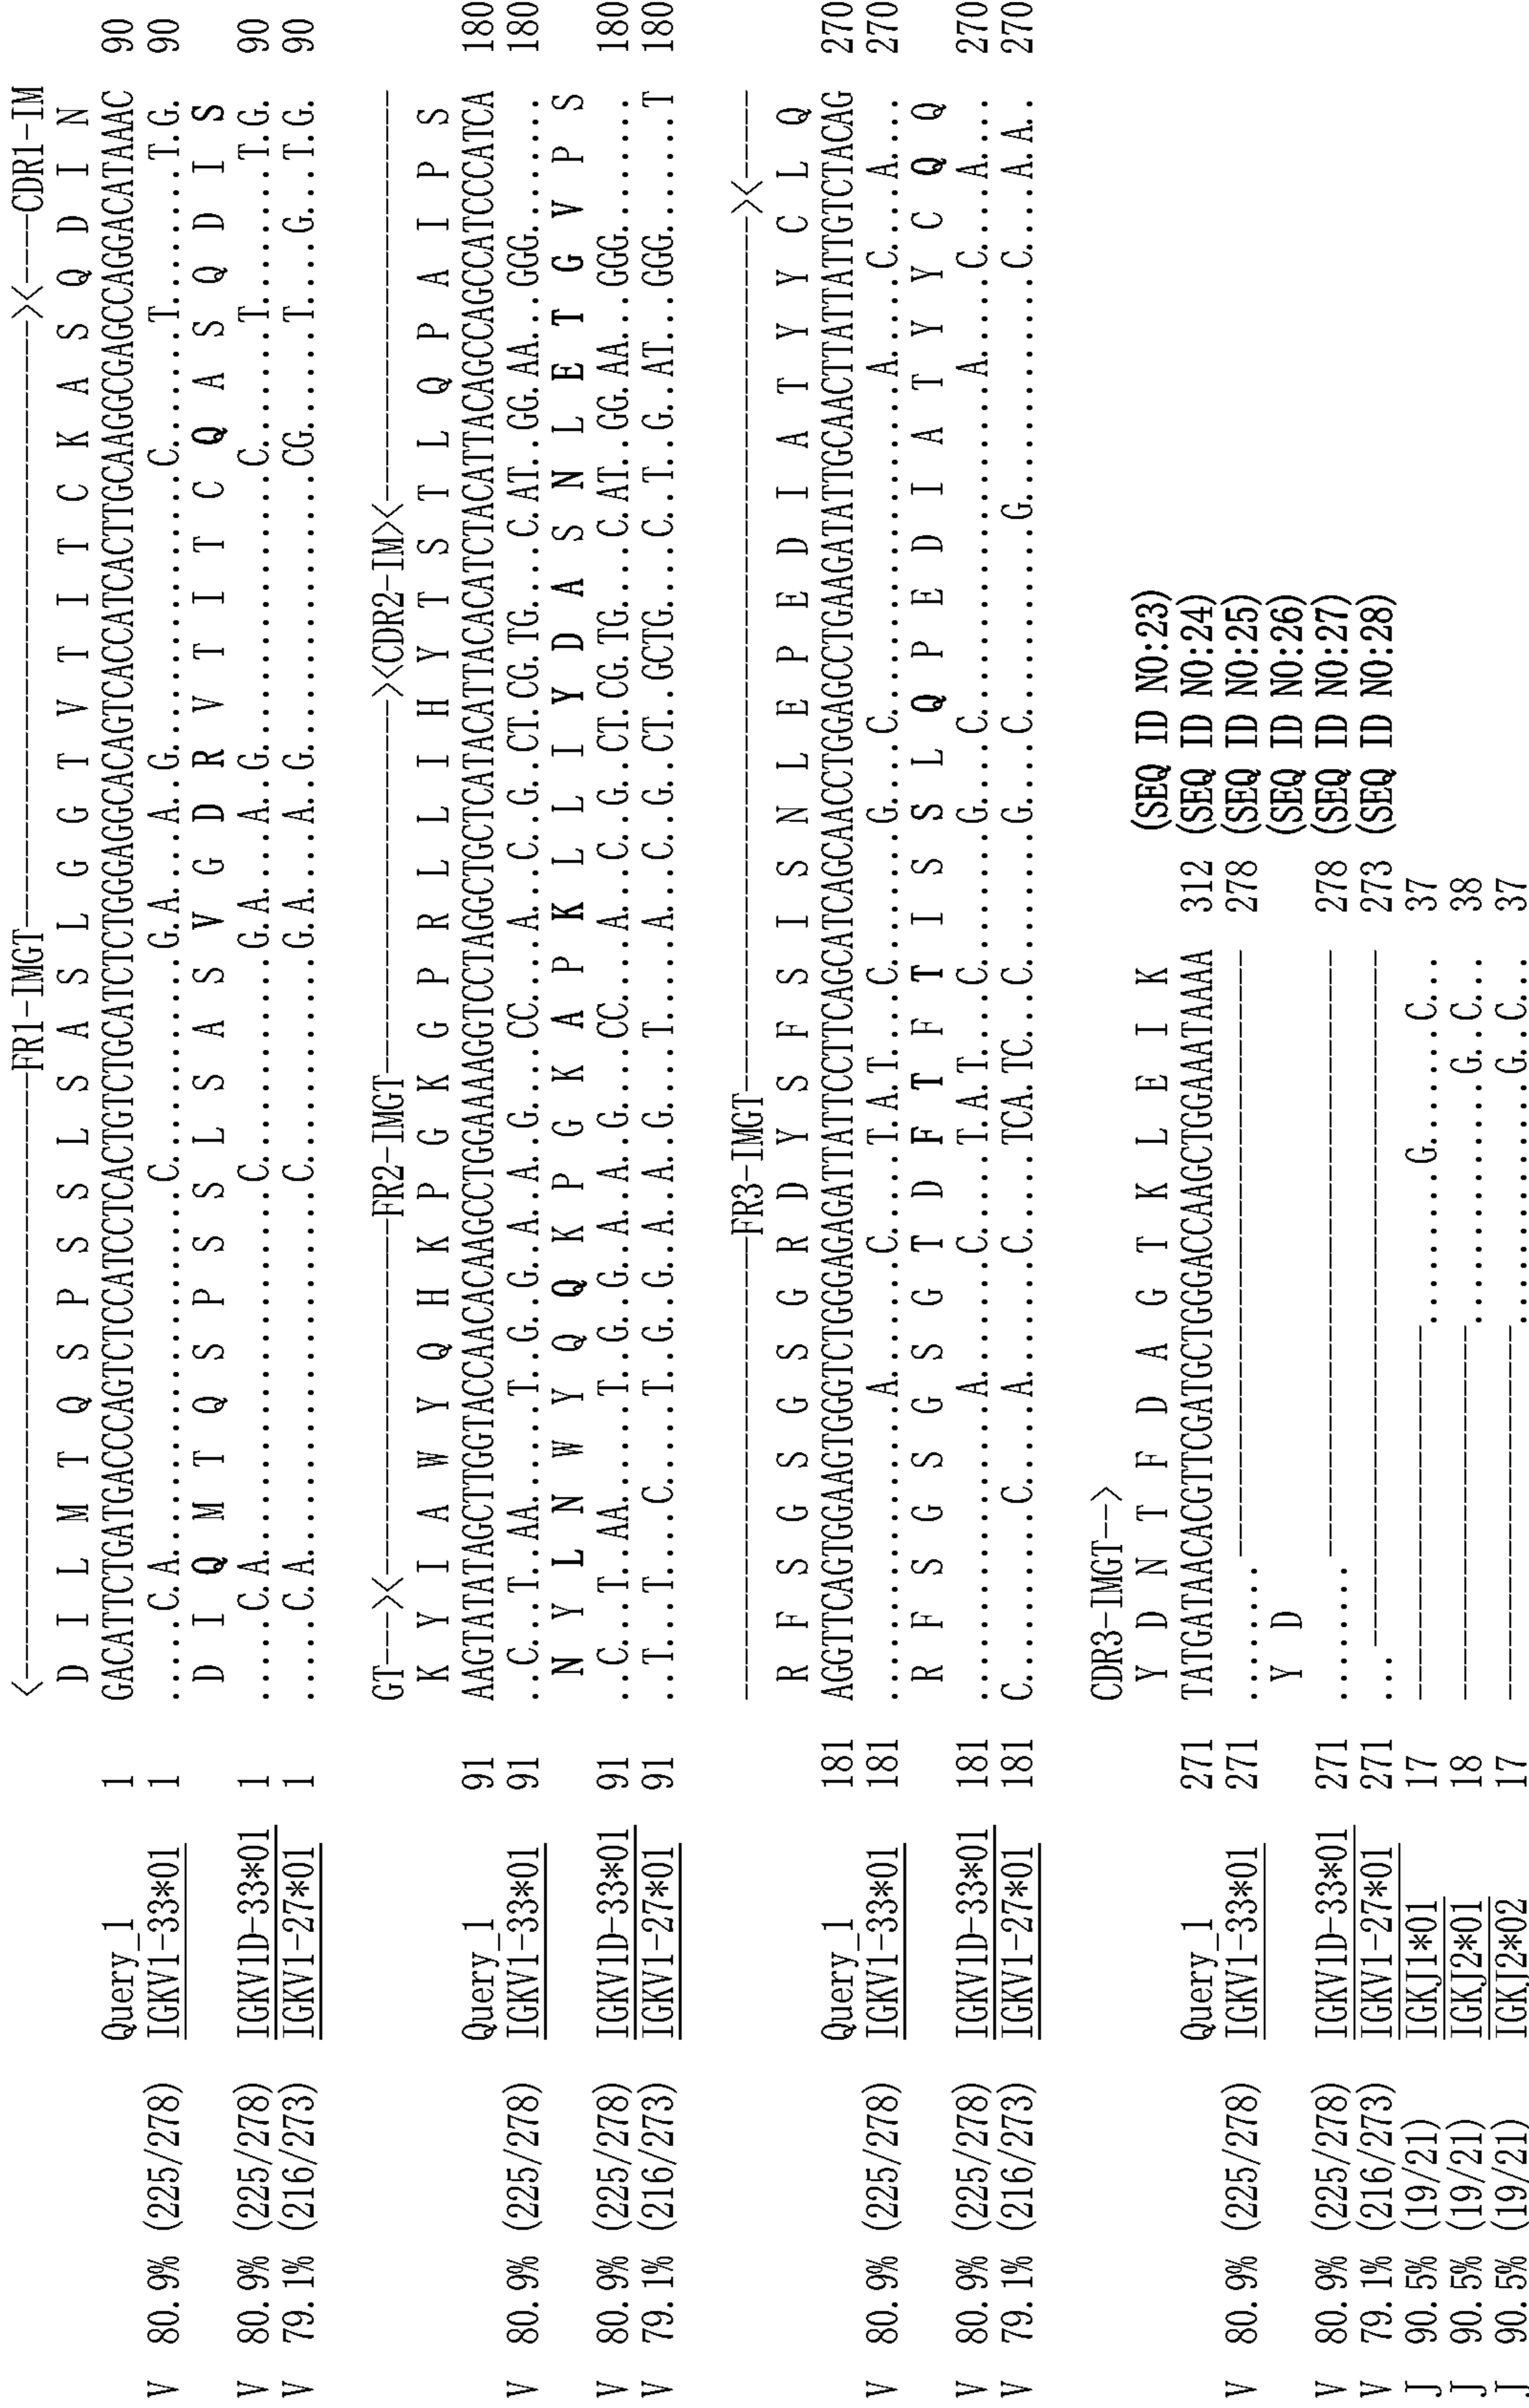 <-----------------------------------FR1-IMGT-----------------------------------><----CDR1-IM
D I L M T Q S P S S L S A S L G G T V T I T C K A S Q D I N
Query_1 1 GACATTCTGATGACCCAGTCTCCATCCTCACTGTCTGCATCTCTGGGAGGCACAGTCACCATCACTTGCAAGGCGAGCCAGGACATAAAC 90
V 80.9% (225/278) IGKV1-33*01 1 .....C.A.....................C............G.A....A..G................C.......T........T.G. 90
D I Q M T Q S P S S L S A S V G D R V T I T C Q A S Q D I S
V 80.9% (225/278) IGKV1D-33*01 1 .....C.A.....................C............G.A....A..G................C.......T........T.G. 90
V 79.1% (216/273) IGKV1-27*01 1 .....C.A.....................C............G.A....A..G................CG......T....G...T.G. 90
GT---><---------------------FR2-IMGT---------------------><CDR2-IM><-----------------------
K Y I A W Y Q H K P G K G P R L L I H Y T S T L Q P A I P S
Query_1 91 AAGTATATAGCTTGGTACCAACACAAGCCTGGAAAAGGTCCTAGGCTGCTCATACATTACACATCTACATTACAGCCAGCCATCCCATCA 180
V 80.9% (225/278) IGKV1-33*01 91 ..C...T..AA......T..G..G..A..A..G....CC....A...C..G..CT.CG.TG....C.AT..GG.AA...GGG........ 180
N Y L N W Y Q Q K P G K A P K L L I Y D A S N L E T G V P S
V 80.9% (225/278) IGKV1D-33*01 91 ..C...T..AA......T..G..G..A..A..G....CC....A...C..G..CT.CG.TG....C.AT..GG.AA...GGG........ 180
V 79.1% (216/273) IGKV1-27*01 91 ..T...T....C.....T..G..G..A..A..G....T.....A...C..G..CT..GCTG....C..T..G..AT...GGG.......T 180
--------------------------FR3-IMGT--------------------------------------------------><------
R F S G S G S G R D Y S F S I S N L E P E D I A T Y Y C L Q
Query_1 181 AGGTTCAGTGGAAGTGGGTCTGGGAGAGATTATTCCTTCAGCATCAGCAACCTGGAGCCTGAAGATATTGCAACTTATTATTGTCTACAG 270
V 80.9% (225/278) IGKV1-33*01 181 .................A.......C.....T.A.T....C........G....C...................A.....C....A.... 270
R F S G S G S G T D F T F T I S S L Q P E D I A T Y Y C Q Q
V 80.9% (225/278) IGKV1D-33*01 181 .................A.......C.....T.A.T....C........G....C...................A.....C....A.... 270
V 79.1% (216/273) IGKV1-27*01 181 C..........C.....A.......C.....TCA.TC...C........G....C...........G.............C....A.A.. 270
CDR3-IMGT-->
Y D N T F D A G T K L E I K (SEQ ID NO:23)
Query_1 271 TATGATAACACGTTCGATGCTGGGACCAAGCTGGAAATAAAA 312 (SEQ ID NO:24)
V 80.9% (225/278) IGKV1-33*01 271 ........---------------------------------- 278 (SEQ ID NO:25)
Y D (SEQ ID NO:26)
V 80.9% (225/278) IGKV1D-33*01 271 ........---------------------------------- 278 (SEQ ID NO:27)
V 79.1% (216/273) IGKV1-27*01 271 ...--------------------------------------- 273 (SEQ ID NO:28)
J 90.5% (19/21) IGKJ1*01 17 ---------------------.........G.......C... 37
J 90.5% (19/21) IGKJ2*01 18 ---------------------..............G..C... 38
J 90.5% (19/21) IGKJ2*02 17 ---------------------..............G..C... 37